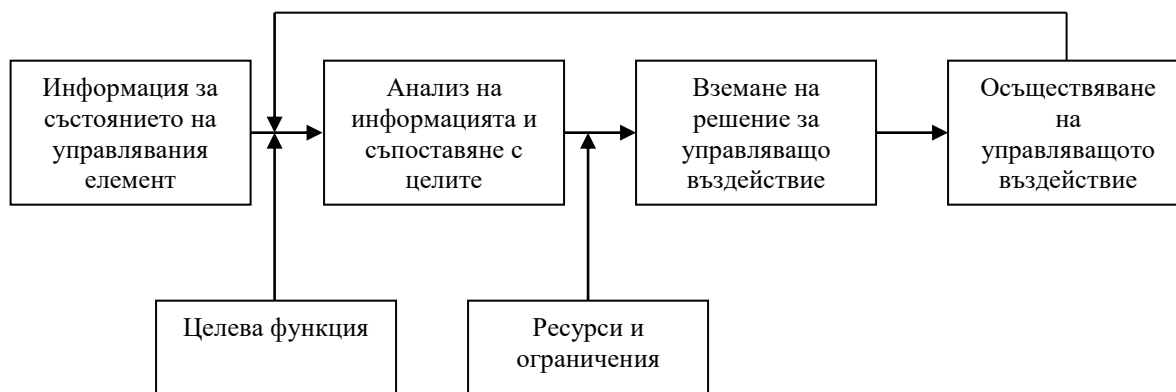 Информация за
състоянието на
управлявания
елемент
Анализ на
информацията и
съпоставяне с
целите
Вземане на
решение за
управляващо
въздействие
Осъществяване
на
управляващото
въздействие
Целева функция
Ресурси и
ограничения